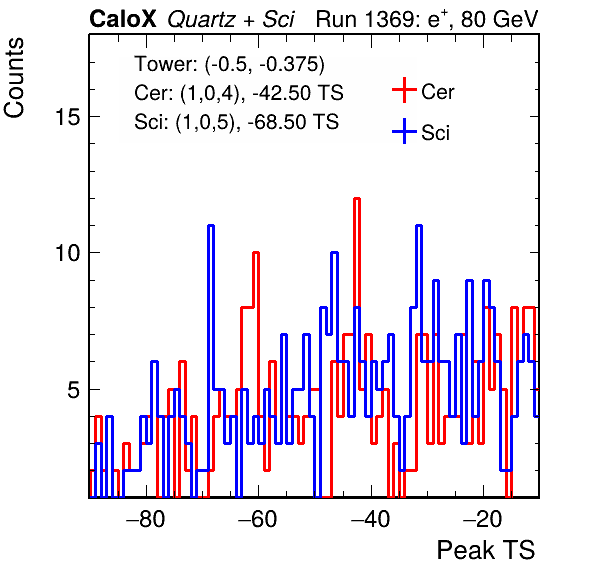 CaloX Quartz + Sci Run 1369: e+, 80 GeV
Counts
Tower: (-0.5, -0.375)
Cer: (1,0,4), -42.50 TS
Sci: (1,0,5), -68.50 TS
Cer
Sci
15
10
5
−80 −60 −40 −20
Peak TS